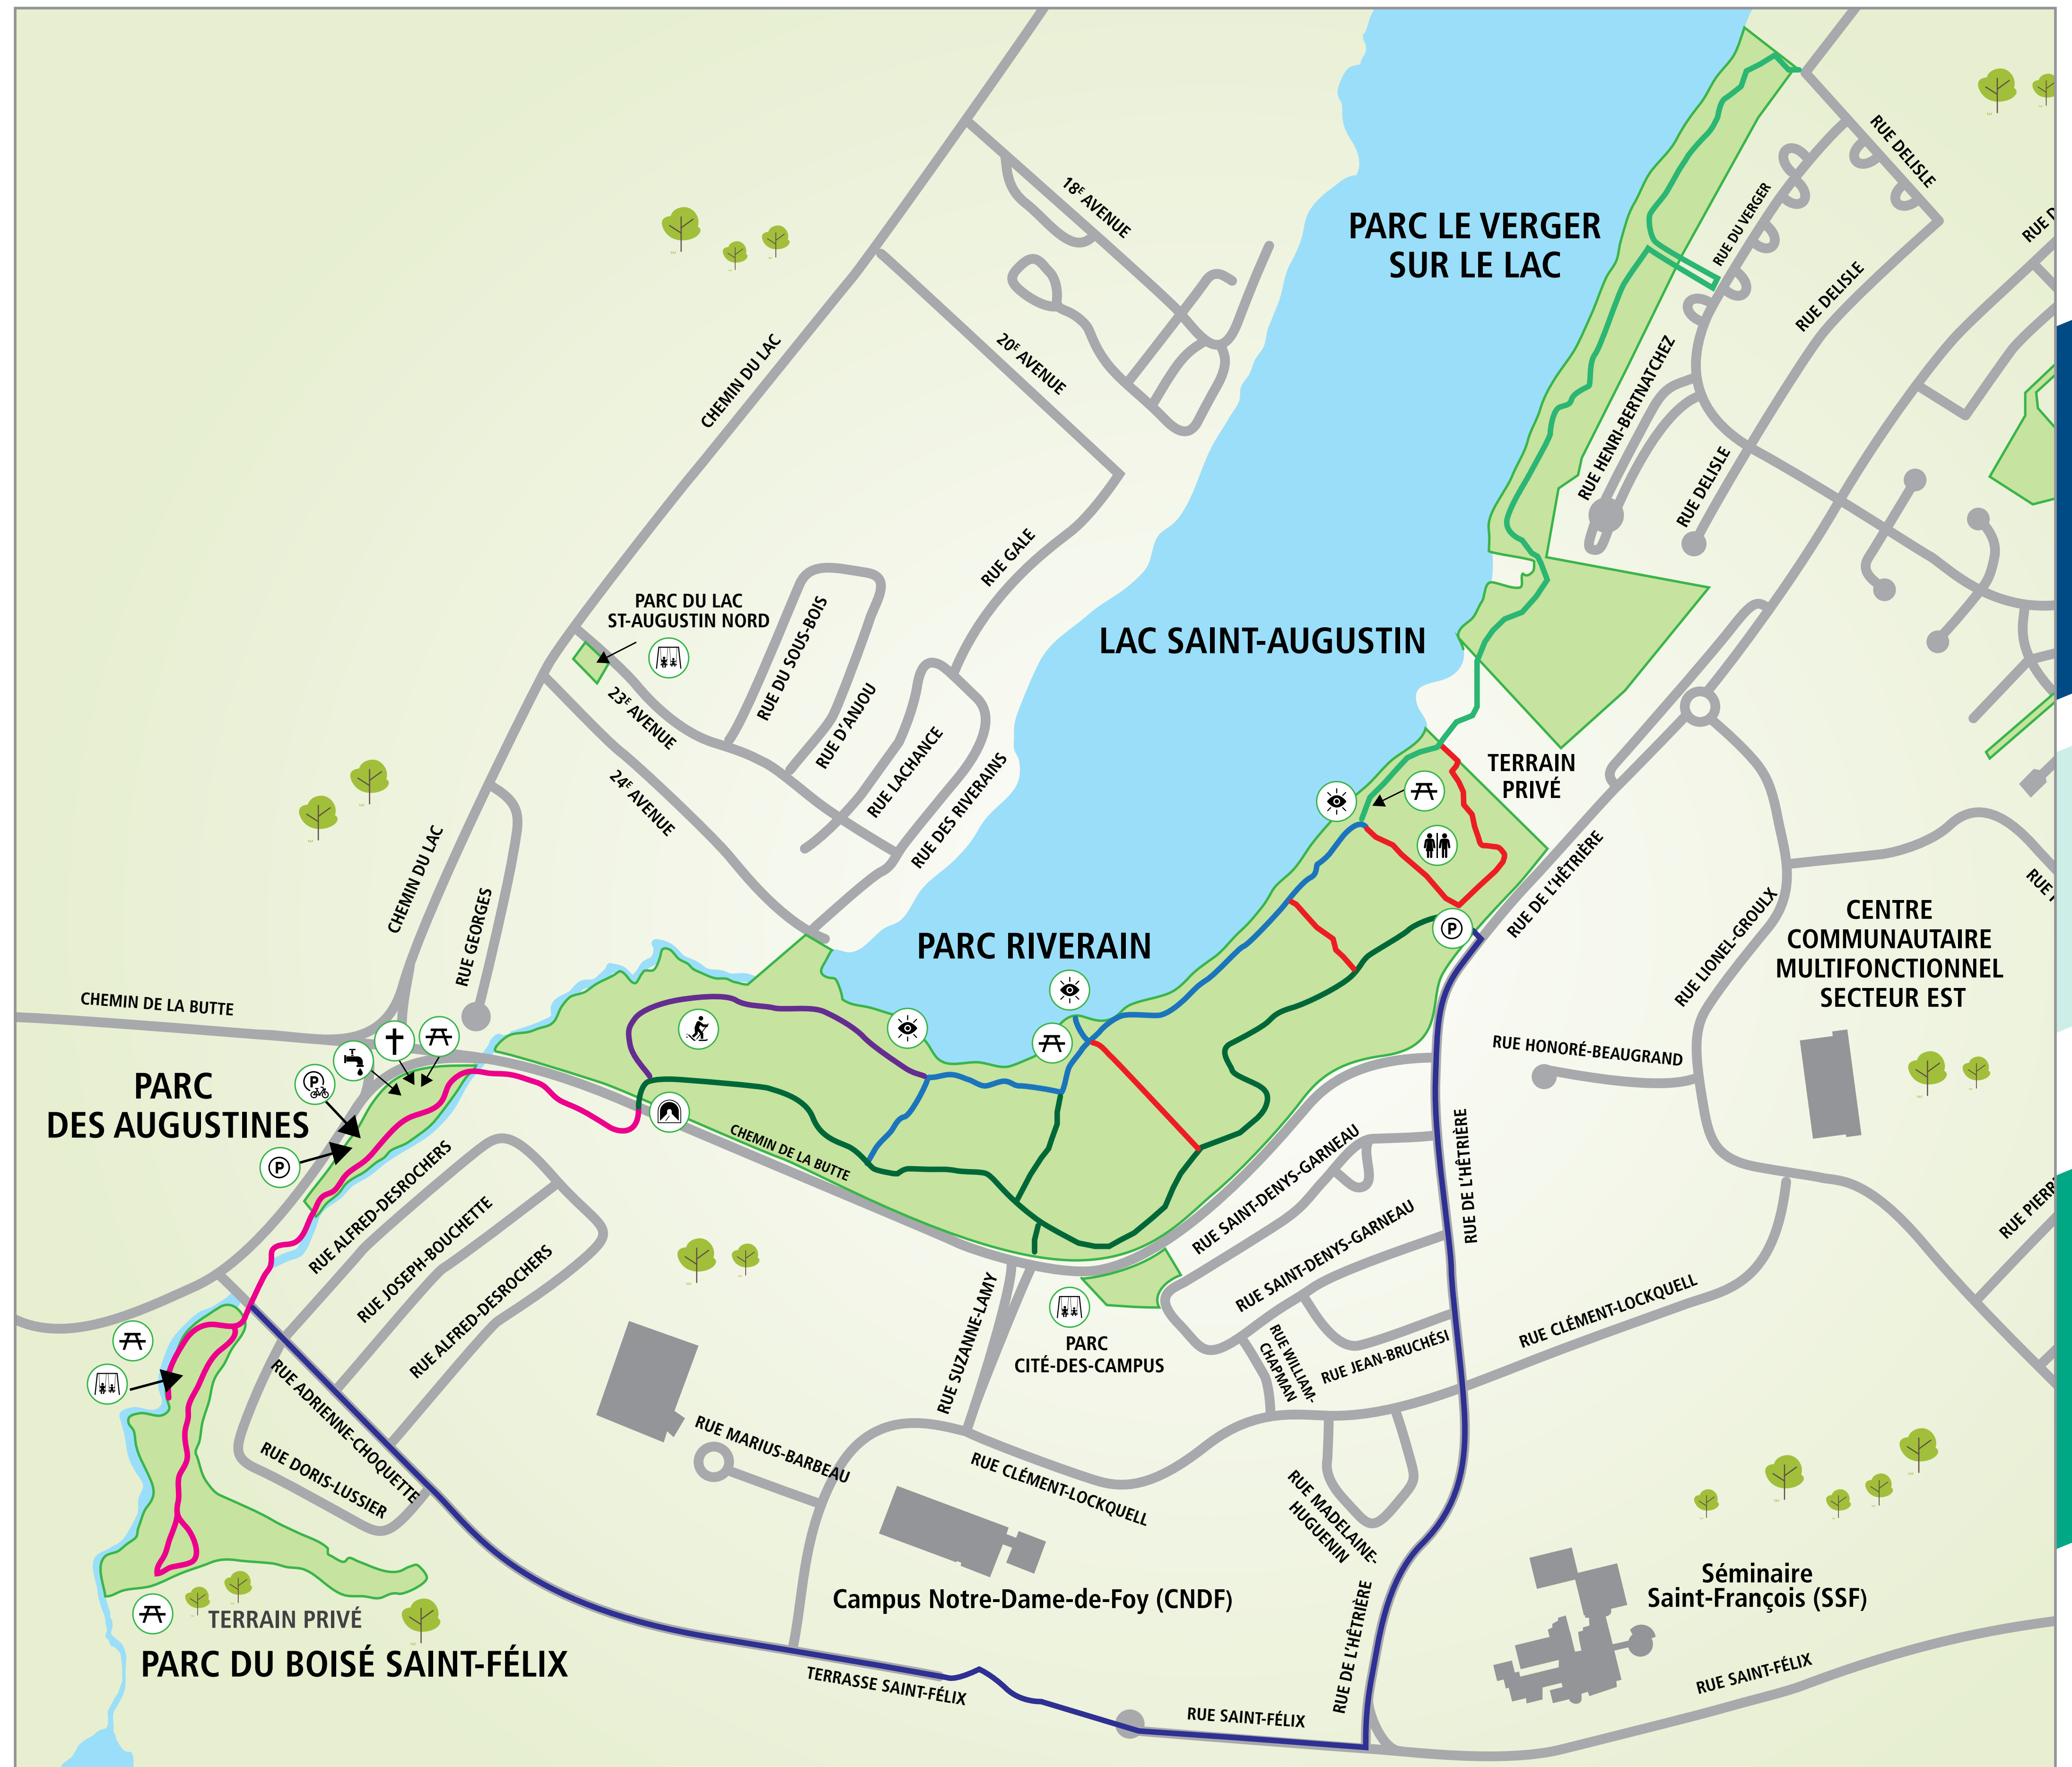 RUE DELISLE
18E AVENUE
PARC LE VERGER
SUR LE LAC
RUE DU VERGER
RUE D
RUE DELISLE
CHEMIN DU LAC
20E AVENUE
RUE HENRI-BERTNATCHEZ
RUE DELISLE
RUE GALE
PARC DU LAC
ST-AUGUSTIN NORD
RUE DU SOUS-BOIS
LAC SAINT-AUGUSTIN
23E AVENUE
RUE D'ANJOU
RUE LACHANCE
RUE DES RIVERAINS
24E AVENUE
TERRAIN
PRIVÉ
CHEMIN DU LAC
RUE GEORGES
RUE DE L'HÊTRIÈRE
RUE LIONEL-GROULX
CENTRE
COMMUNAUTAIRE
MULTIFONCTIONNEL
SECTEUR EST
PARC RIVERAIN
P
CHEMIN DE LA BUTTE
RUE HONORÉ-BEAUGRAND
P
PARC
DES AUGUSTINES
P
CHEMIN DE LA BUTTE
RUE ALFRED-DESROCHERS
RUE JOSEPH-BOUCHETTE
RUE ALFRED-DESROCHERS
RUE SAINT-DENYS-GARNEAU
RUE SAINT-DENYS-GARNEAU
RUE DE L'HÊTRIÈRE
RUE PIERR
RUE SUZANNE-LAMY
PARC
CITÉ-DES-CAMPUS
RUE WILLIAM-
CHAPMAN
RUE JEAN-BRUCHÉSI
RUE CLÉMENT-LOCKQUELL
RUE ADRIENNE-CHOQUETTE
RUE DORIS-LUSSIER
RUE MARIUS-BARBEAU
RUE CLÉMENT-LOCKQUELL
RUE MADELAINE-
HUGUENIN
Campus Notre-Dame-de-Foy (CNDF)
Séminaire
Saint-François (SSF)
TERRAIN PRIVÉ
PARC DU BOISÉ SAINT-FÉLIX
TERRASSE SAINT-FÉLIX
RUE SAINT-FÉLIX
RUE DE L'HÊTRIÈRE
RUE SAINT-FÉLIX